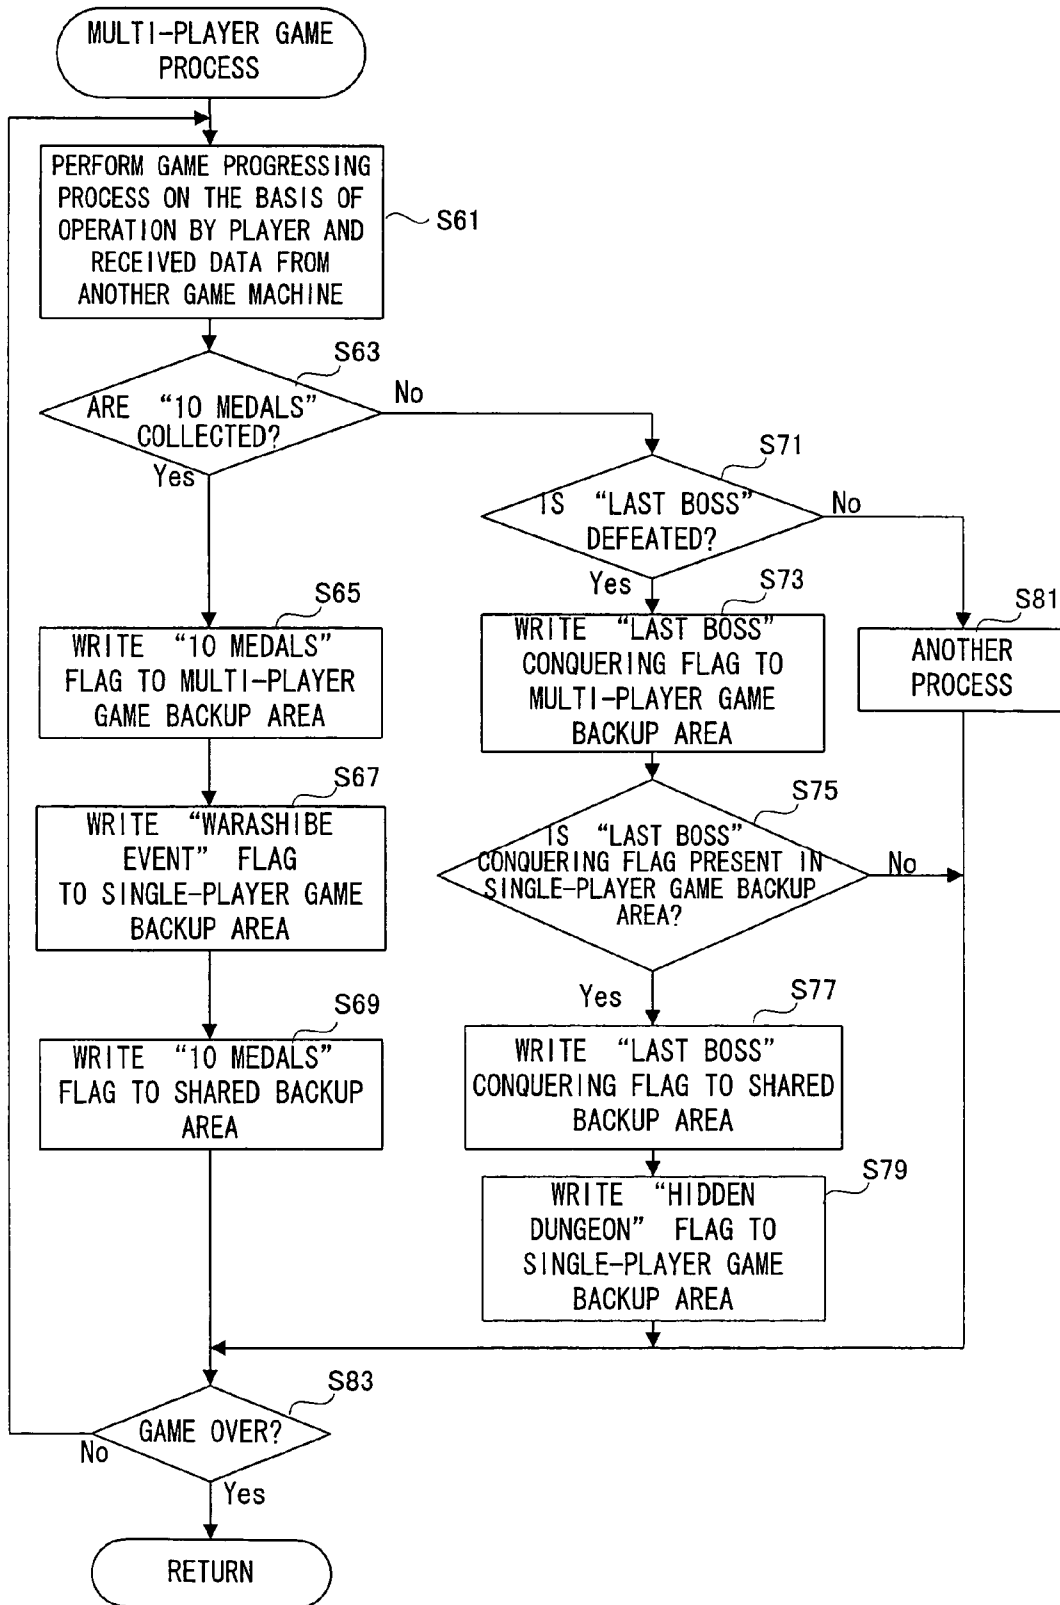 MULTI-PLAYER GAME
PROCESS
PERFORM GAME PROGRESSING
PROCESS ON THE BASIS OF
OPERATION BY PLAYER AND
RECEIVED DATA FROM
ANOTHER GAME MACHINE
S61
S63
ARE “10 MEDALS”
COLLECTED?
No
Yes
S71
IS “LAST BOSS”
DEFEATED?
No
Yes
S65
WRITE “10 MEDALS”
FLAG TO MULTI-PLAYER
GAME BACKUP AREA
S73
WRITE “LAST BOSS”
CONQUERING FLAG TO
MULTI-PLAYER GAME
BACKUP AREA
S81
ANOTHER
PROCESS
S67
WRITE “WARASHIBE
EVENT” FLAG
TO SINGLE-PLAYER GAME
BACKUP AREA
S75
IS “LAST BOSS”
CONQUERING FLAG PRESENT IN
SINGLE-PLAYER GAME BACKUP
AREA?
No
Yes
S69
WRITE “10 MEDALS”
FLAG TO SHARED BACKUP
AREA
S77
WRITE “LAST BOSS”
CONQUERING FLAG TO SHARED
BACKUP AREA
S79
WRITE “HIDDEN
DUNGEON” FLAG TO
SINGLE-PLAYER GAME
BACKUP AREA
S83
GAME OVER?
No
Yes
RETURN